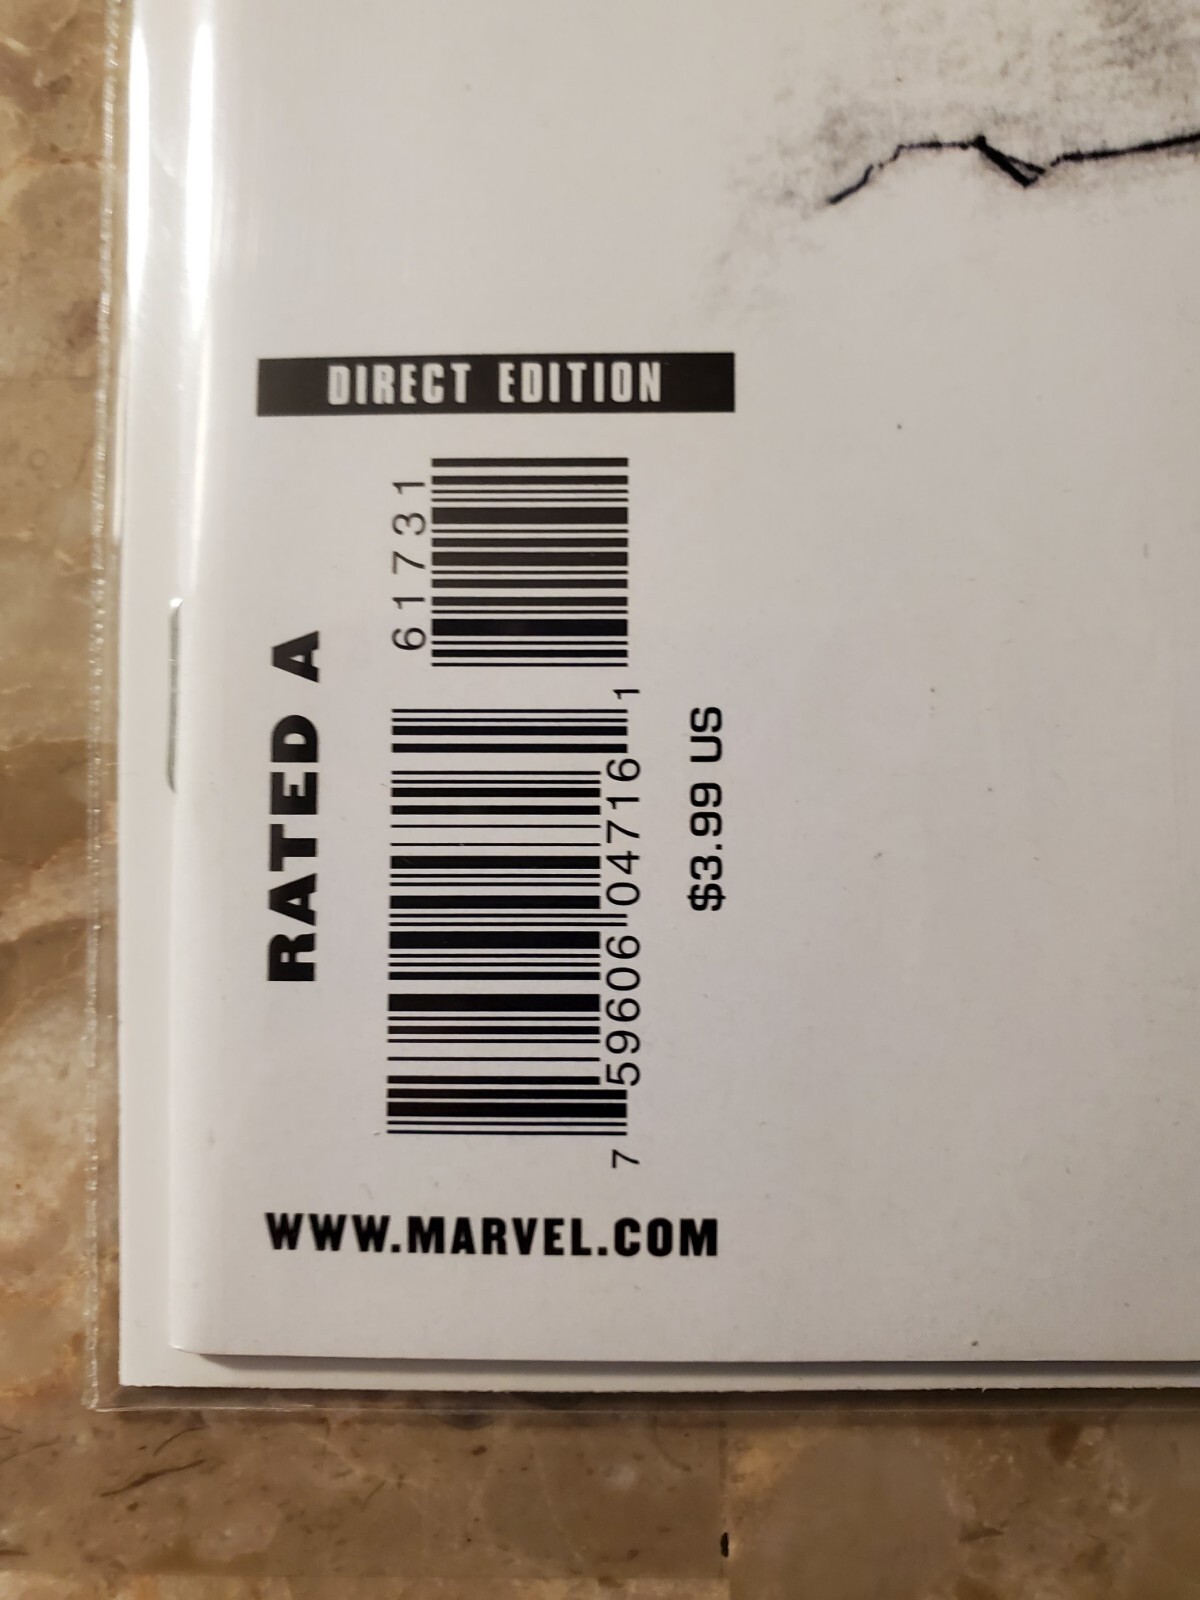 DIRECT EDITION
RATED A
61731
7 59606 04716 1
$3.99 US
WWW.MARVEL.COM